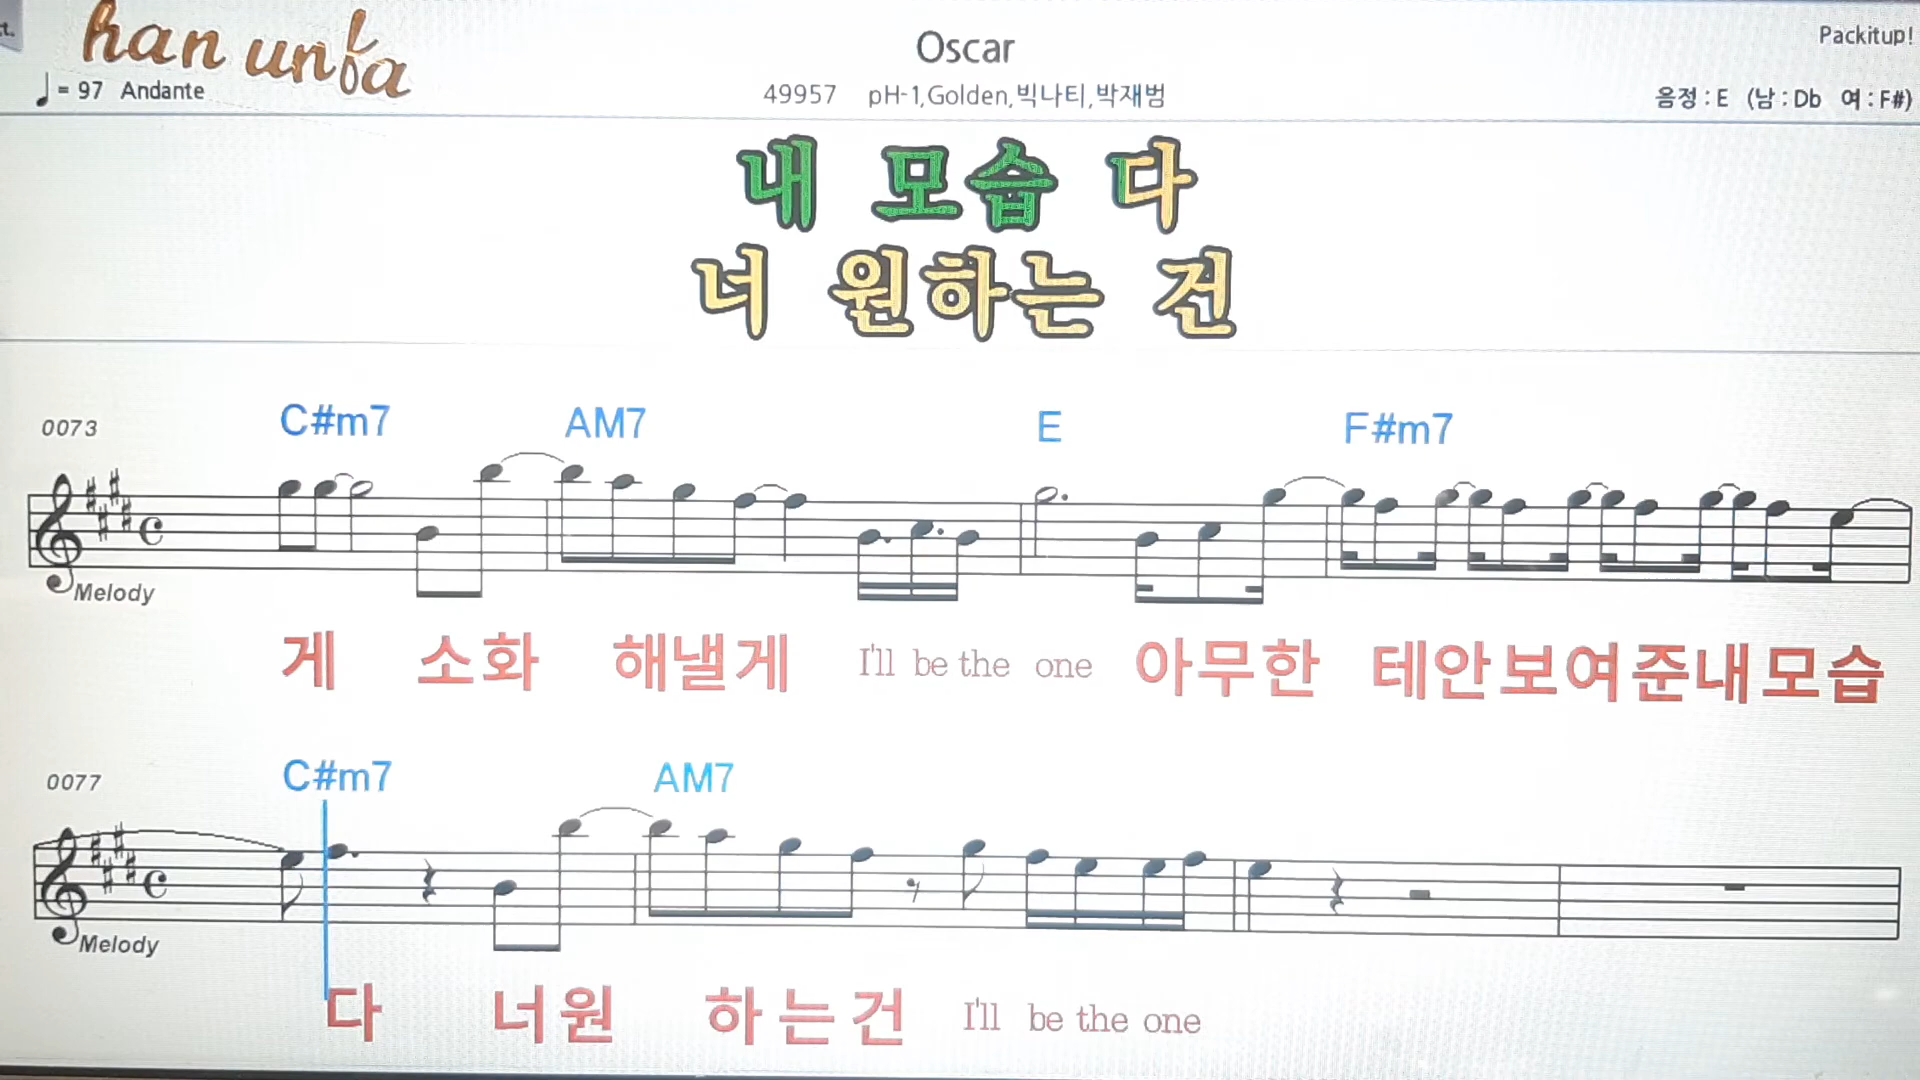 t.
han unba
Oscar
Packitup!
♩ = 97 Andante
49957 pH-1,Golden,빅나티,박재범
음정 : E (남 : Db 여 : F#)
내 모습 다
너 원하는 건
C#m7 AM7 E F#m7
0073
Melody
게 소화 해낼게 I'll be the one 아무한 테안보여준내모습
C#m7 AM7
0077
Melody
다 너원 하는건 I'll be the one